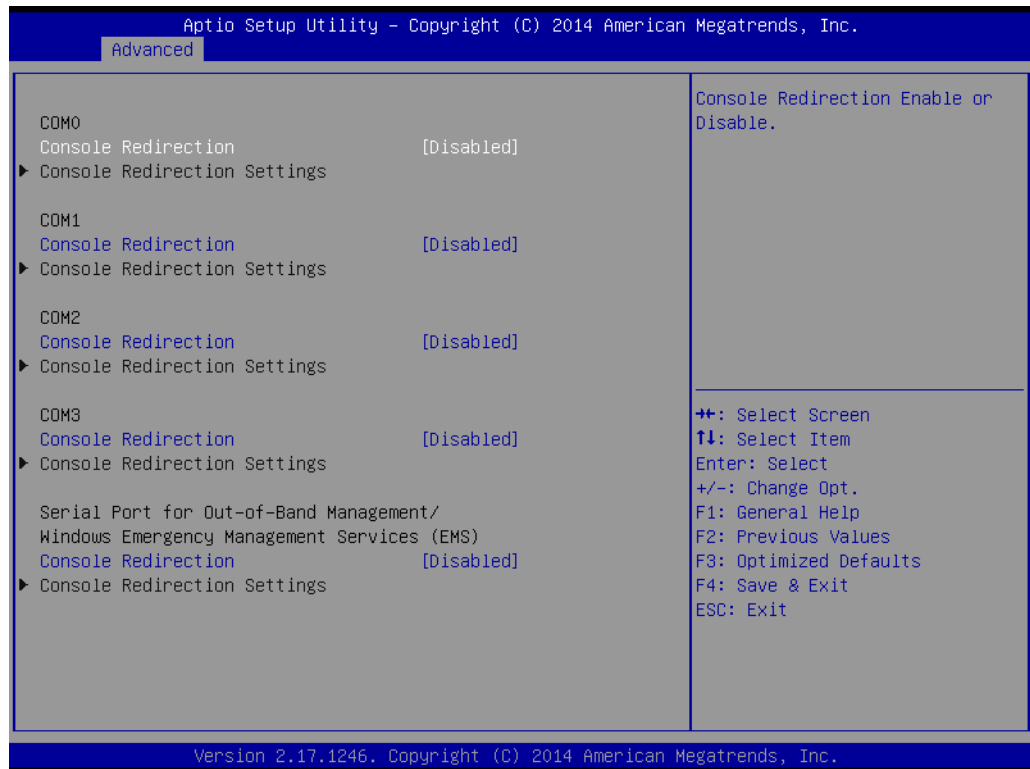 Aptio Setup Utility – Copyright (C) 2014 American Megatrends, Inc.
Advanced
COM0
Console Redirection [Disabled]
▶ Console Redirection Settings
COM1
Console Redirection [Disabled]
▶ Console Redirection Settings
COM2
Console Redirection [Disabled]
▶ Console Redirection Settings
COM3
Console Redirection [Disabled]
▶ Console Redirection Settings
Serial Port for Out-of-Band Management/
Windows Emergency Management Services (EMS)
Console Redirection [Disabled]
▶ Console Redirection Settings
Console Redirection Enable or
Disable.
→←: Select Screen
↑↓: Select Item
Enter: Select
+/-: Change Opt.
F1: General Help
F2: Previous Values
F3: Optimized Defaults
F4: Save & Exit
ESC: Exit
Version 2.17.1246. Copyright (C) 2014 American Megatrends, Inc.